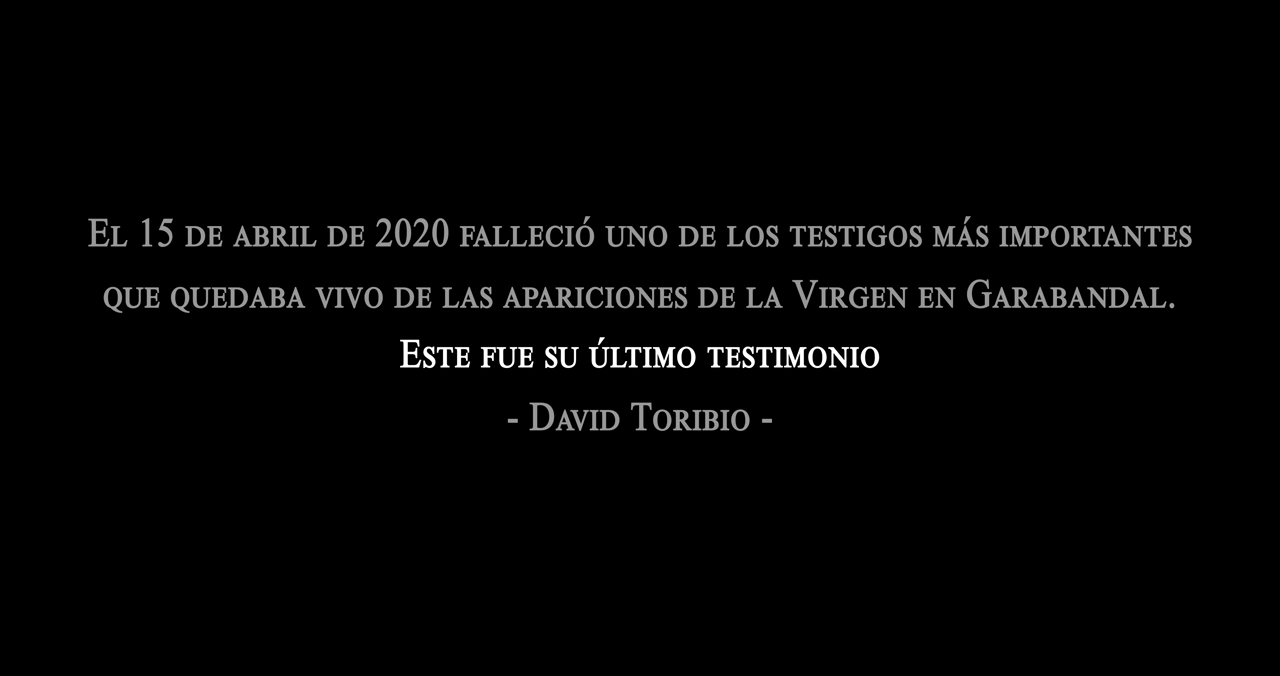 El 15 de abril de 2020 falleció uno de los testigos más importantes
que quedaba vivo de las apariciones de la Virgen en Garabandal.
Este fue su último testimonio
- David Toribio -